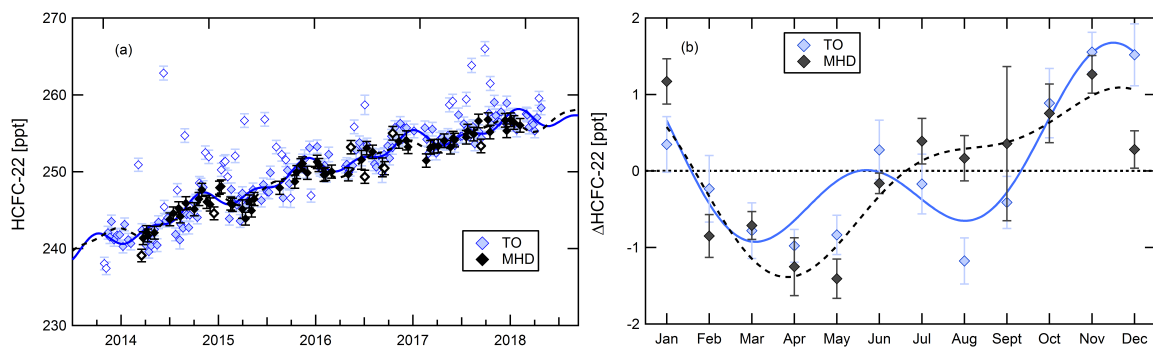 270
260
250
240
230
HCFC-22 [ppt]
(a)
TO
MHD
2014
2015
2016
2017
2018
2
1
0
-1
-2
ΔHCFC-22 [ppt]
(b)
TO
MHD
Jan
Feb
Mar
Apr
May
Jun
Jul
Aug
Sept
Oct
Nov
Dec